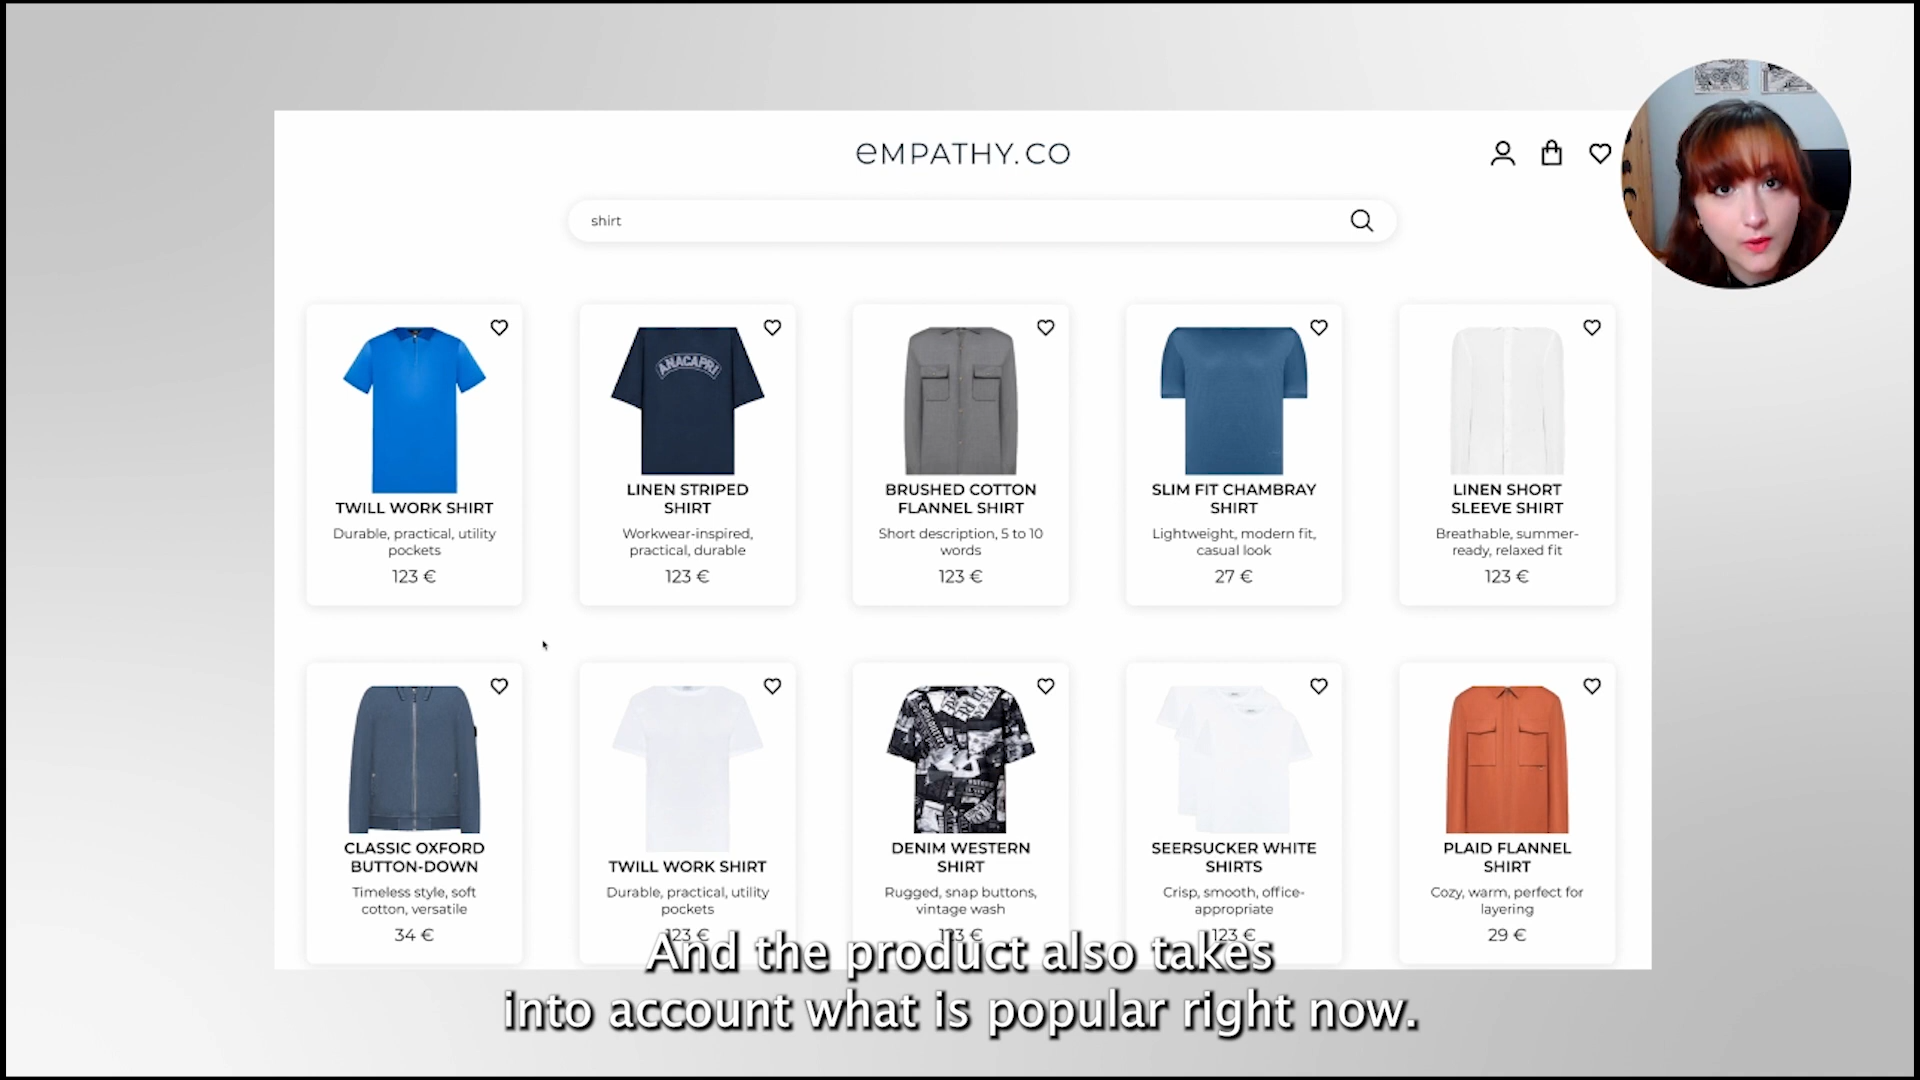 eMPATHY.CO
shirt
ANACAPRI
TWILL WORK SHIRT
Durable, practical, utility
pockets
123 €
LINEN STRIPED
SHIRT
Workwear-inspired,
practical, durable
123 €
BRUSHED COTTON
FLANNEL SHIRT
Short description, 5 to 10
words
123 €
SLIM FIT CHAMBRAY
SHIRT
Lightweight, modern fit,
casual look
27 €
LINEN SHORT
SLEEVE SHIRT
Breathable, summer-
ready, relaxed fit
123 €
CLASSIC OXFORD
BUTTON-DOWN
Timeless style, soft
cotton, versatile
34 €
TWILL WORK SHIRT
Durable, practical, utility
pockets
123 €
DENIM WESTERN
SHIRT
Rugged, snap buttons,
vintage wash
123 €
SEERSUCKER WHITE
SHIRTS
Crisp, smooth, office-
appropriate
123 €
PLAID FLANNEL
SHIRT
Cozy, warm, perfect for
layering
29 €
And the product also takes
into account what is popular right now.